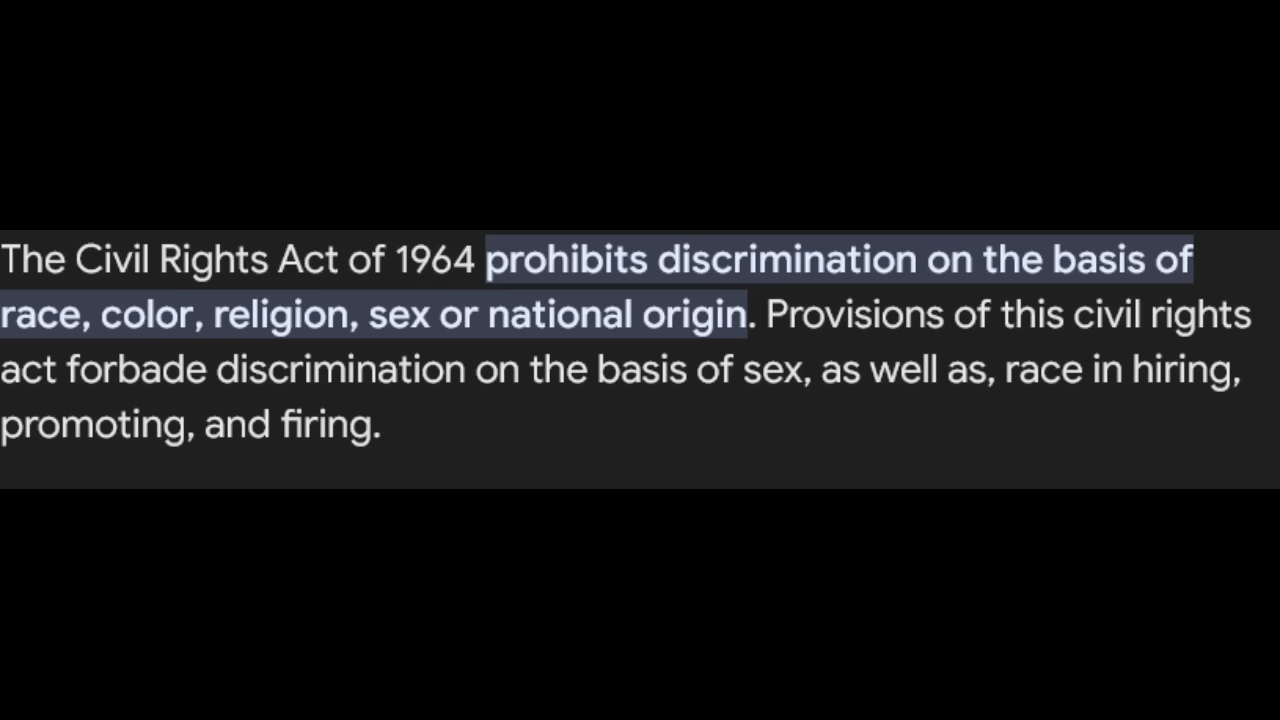 The Civil Rights Act of 1964 prohibits discrimination on the basis of
race, color, religion, sex or national origin. Provisions of this civil rights
act forbade discrimination on the basis of sex, as well as, race in hiring,
promoting, and firing.